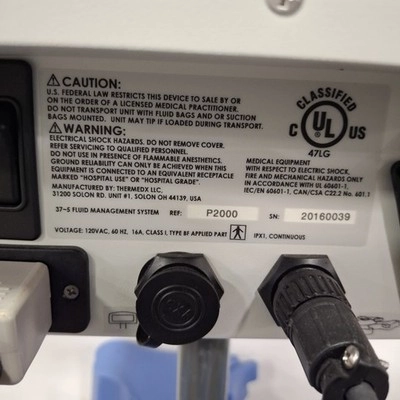 ⚠ CAUTION:
U.S. FEDERAL LAW RESTRICTS THIS DEVICE TO SALE BY OR
ON THE ORDER OF A LICENSED MEDICAL PRACTITIONER.
DO NOT TRANSPORT UNIT WITH FLUID BAGS AND OR SUCTION
BAGS MOUNTED. UNIT MAY TIP IF LOADED DURING TRANSPORT.
⚠ WARNING:
ELECTRICAL SHOCK HAZARDS. DO NOT REMOVE COVER.
REFER SERVICING TO QUALIFIED PERSONNEL.
DO NOT USE IN PRESENCE OF FLAMMABLE ANESTHETICS.
GROUND RELIABILITY CAN ONLY BE ACHIEVED WHEN THIS
EQUIPMENT IS CONNECTED TO AN EQUIVALENT RECEPTACLE
MARKED "HOSPITAL USE" OR "HOSPITAL GRADE".
MANUFACTURED BY: THERMEDX LLC,
31200 SOLON RD. UNIT #1, SOLON OH 44139, USA
CLASSIFIED
C UL US
47LG
MEDICAL EQUIPMENT
WITH RESPECT TO ELECTRIC SHOCK,
FIRE AND MECHANICAL HAZARDS ONLY
IN ACCORDANCE WITH UL 60601-1,
IEC/EN 60601-1, CAN/CSA C22.2 No. 601.1
37-5 FLUID MANAGEMENT SYSTEM REF: P2000 SN: 20160039
VOLTAGE: 120VAC, 60 HZ, 16A, CLASS I, TYPE BF APPLIED PART IPX1, CONTINUOUS